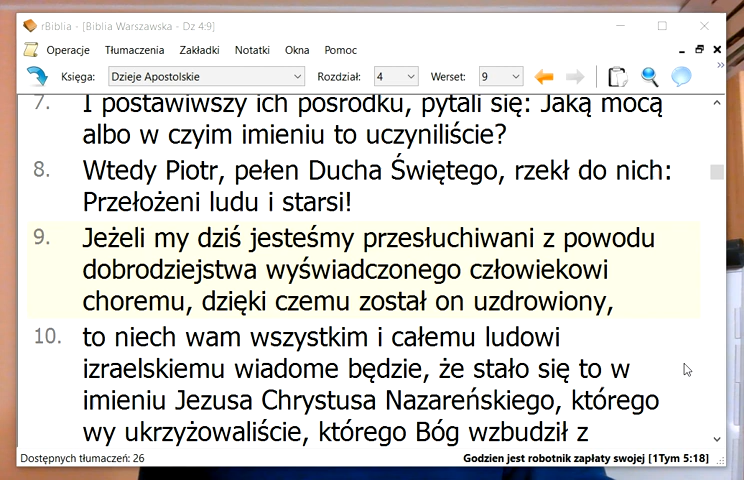 rBiblia - [Biblia Warszawska - Dz 4:9]
Operacje Tłumaczenia Zakładki Notatki Okna Pomoc
Księga: Dzieje Apostolskie Rozdział: 4 Werset: 9
7. I postawiwszy ich pośrodku, pytali się: Jaką mocą
albo w czyim imieniu to uczyniliście?
8. Wtedy Piotr, pełen Ducha Świętego, rzekł do nich:
Przełożeni ludu i starsi!
9. Jeżeli my dziś jesteśmy przesłuchiwani z powodu
dobrodziejstwa wyświadczonego człowiekowi
choremu, dzięki czemu został on uzdrowiony,
10. to niech wam wszystkim i całemu ludowi
izraelskiemu wiadome będzie, że stało się to w
imieniu Jezusa Chrystusa Nazareńskiego, którego
wy ukrzyżowaliście, którego Bóg wzbudził z
Dostępnych tłumaczeń: 26 Godzien jest robotnik zapłaty swojej [1Tym 5:18]